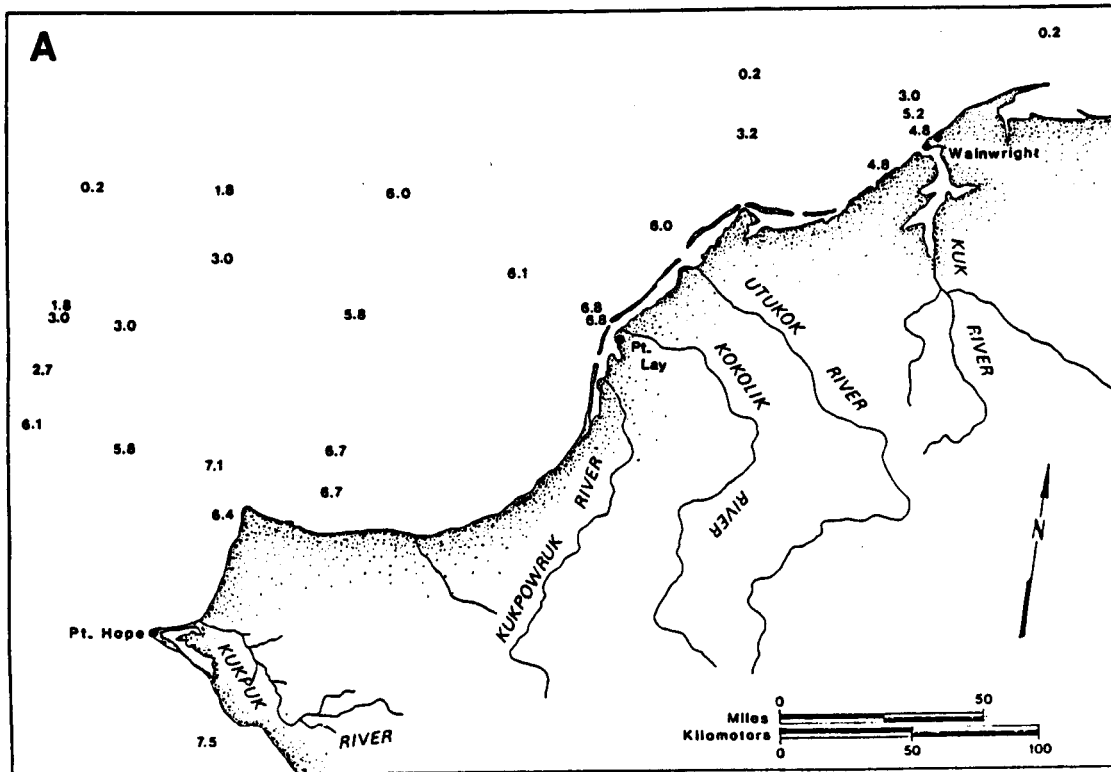 A
0.2
0.2
3.0
5.2
4.8
Wainwright
3.2
4.8
0.2
1.8
6.0
6.0
3.0
6.1
KUK
RIVER
1.8
3.0
3.0
5.8
6.8
6.8
Pt.
Lay
UTUKOK
RIVER
KOKOLIK
RIVER
2.7
6.1
5.8
7.1
6.7
6.7
6.4
KUKPOWRUK
RIVER
N
Pt. Hope
KUKPUK
RIVER
7.5
0 50
Miles
Kilomotors
0 50 100